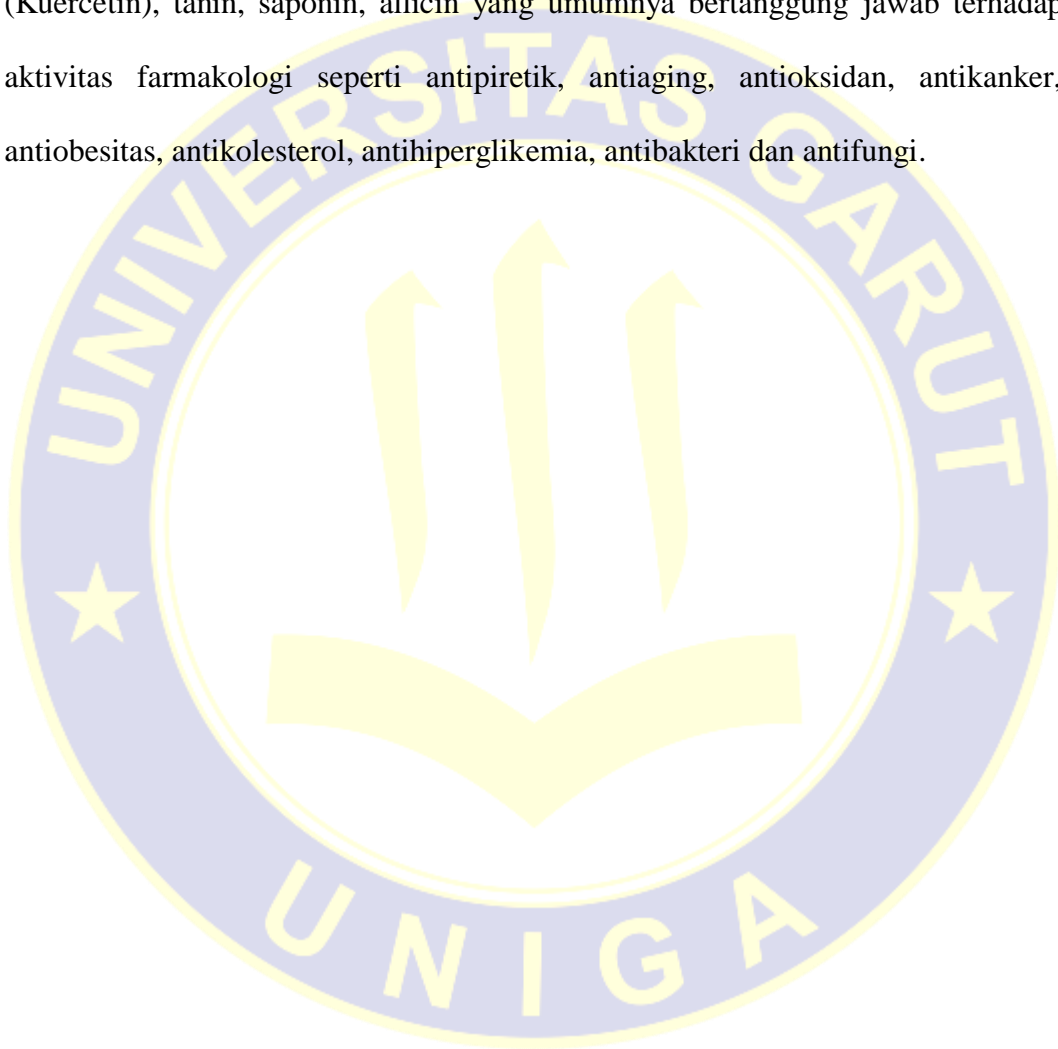 (Kuercetin), tanin, saponin, allicin yang umumnya bertanggung jawab terhadap
aktivitas farmakologi seperti antipiretik, antiaging, antioksidan, antikanker,
antiobesitas, antikolesterol, antihiperglikemia, antibakteri dan antifungi.
UNIVERSITAS GARUT
UNIGA